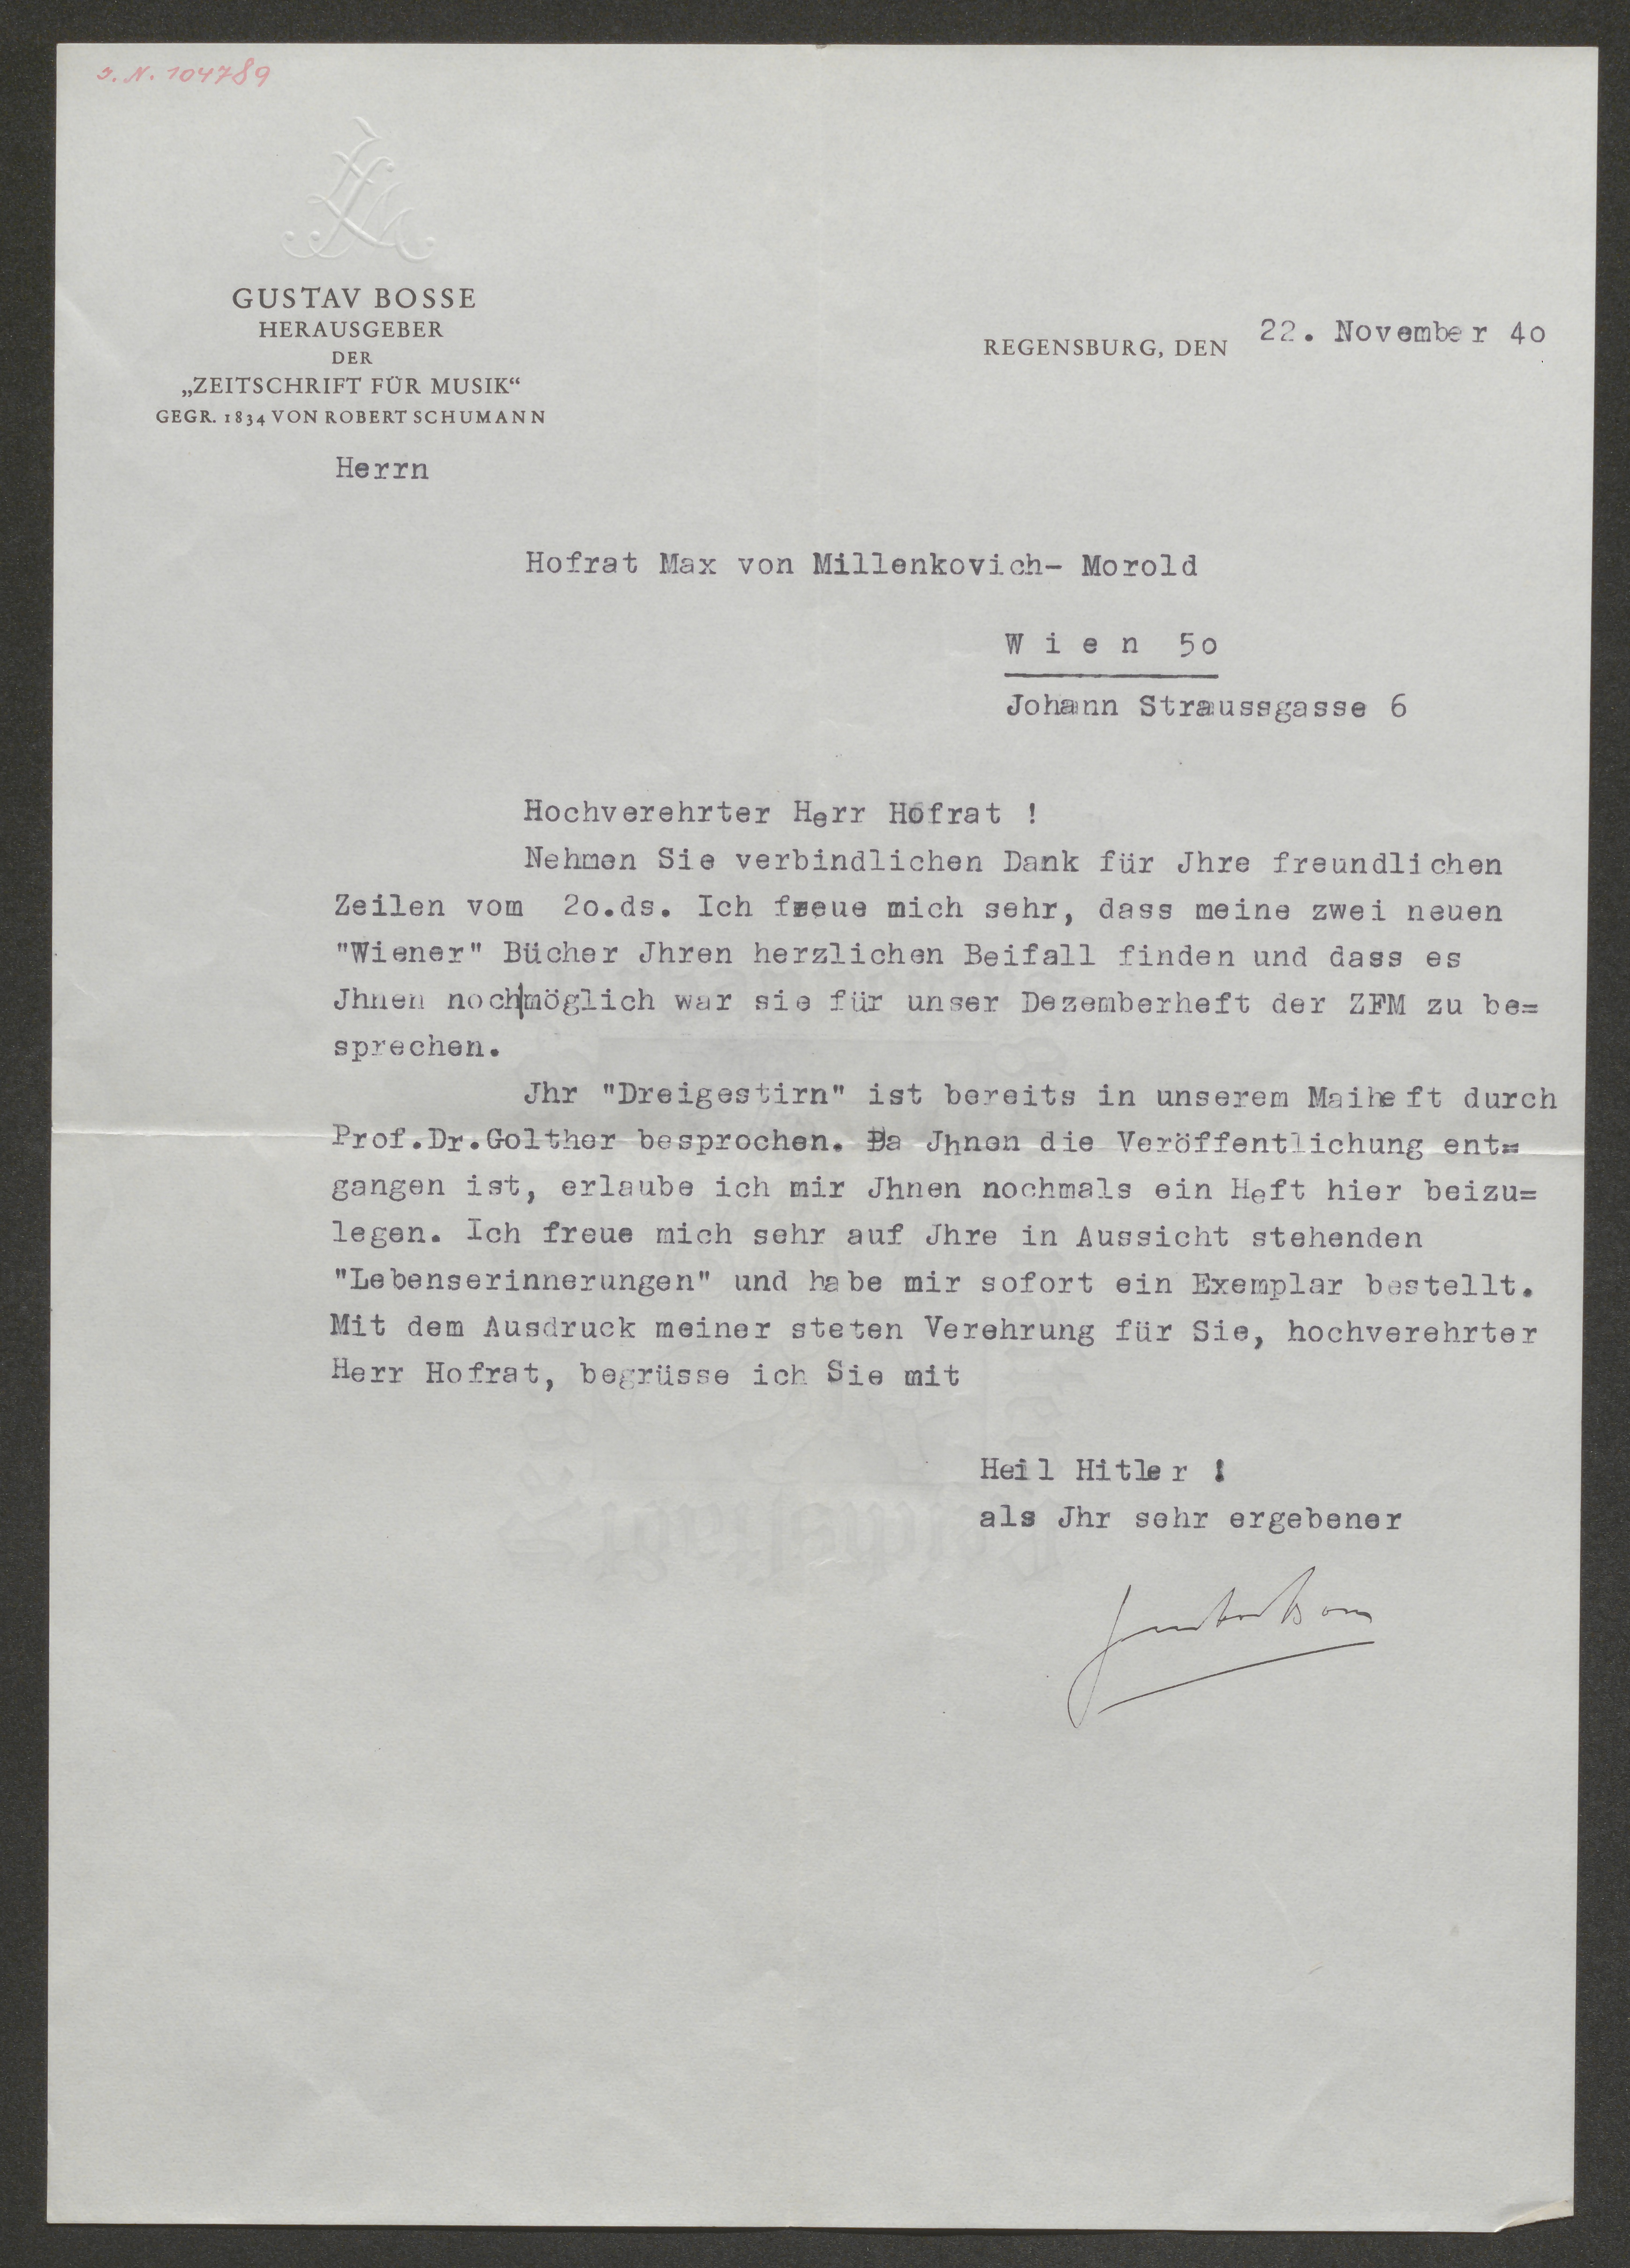 I. N. 104789
GUSTAV BOSSE
HERAUSGEBER
DER
„ZEITSCHRIFT FÜR MUSIK“
GEGR. 1834 VON ROBERT SCHUMANN
REGENSBURG, DEN 22. November 4o
Herrn
Hofrat Max von Millenkovich- Morold
W i e n 5o
Johann Straussgasse 6
Hochverehrter Herr Hofrat !
Nehmen Sie verbindlichen Dank für Jhre freundlichen
Zeilen vom 2o.ds. Ich freue mich sehr, dass meine zwei neuen
"Wiener" Bücher Jhren herzlichen Beifall finden und dass es
Jhnen noch|möglich war sie für unser Dezemberheft der ZFM zu be=
sprechen.
Jhr "Dreigestirn" ist bereits in unserem Maiheft durch
Prof.Dr.Golther besprochen. Da Jhnen die Veröffentlichung ent=
gangen ist, erlaube ich mir Jhnen nochmals ein Heft hier beizu=
legen. Ich freue mich sehr auf Jhre in Aussicht stehenden
"Lebenserinnerungen" und habe mir sofort ein Exemplar bestellt.
Mit dem Ausdruck meiner steten Verehrung für Sie, hochverehrter
Herr Hofrat, begrüsse ich Sie mit
Heil Hitler !
als Jhr sehr ergebener
Gustav Bosse